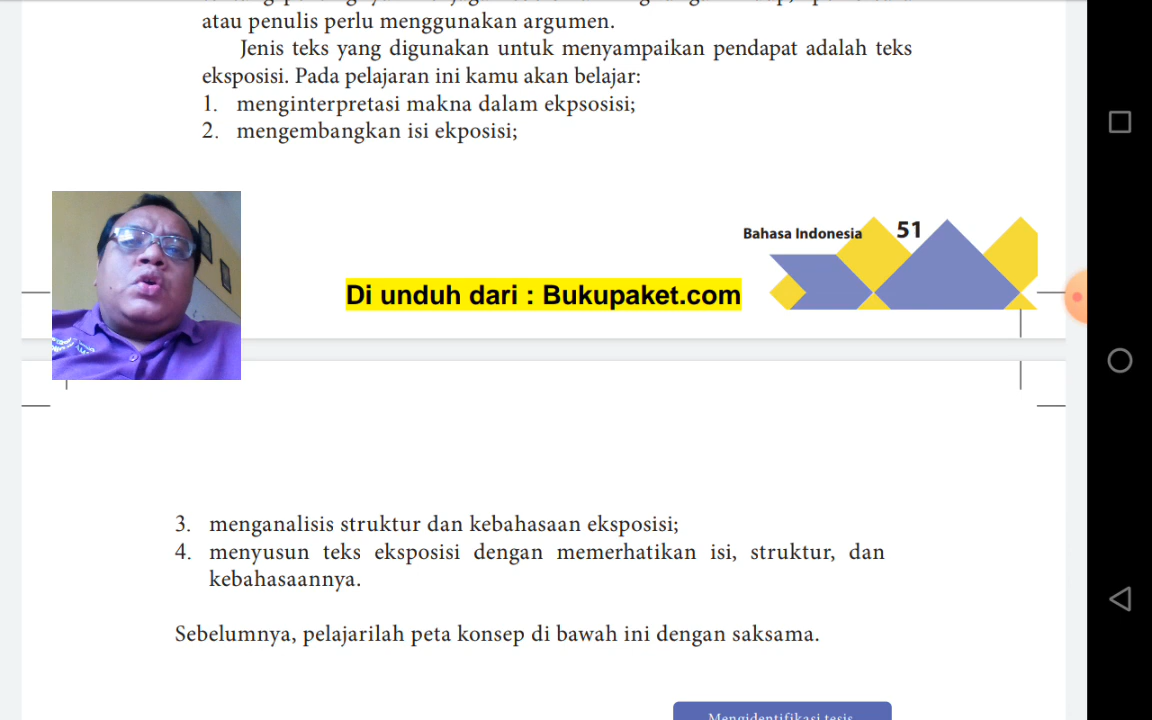 atau penulis perlu menggunakan argumen.
Jenis teks yang digunakan untuk menyampaikan pendapat adalah teks
eksposisi. Pada pelajaran ini kamu akan belajar:
1. menginterpretasi makna dalam ekpsosisi;
2. mengembangkan isi ekposisi;
Bahasa Indonesia 51
Di unduh dari : Bukupaket.com
3. menganalisis struktur dan kebahasaan eksposisi;
4. menyusun teks eksposisi dengan memerhatikan isi, struktur, dan
kebahasaannya.
Sebelumnya, pelajarilah peta konsep di bawah ini dengan saksama.
Mengidentifikasi tesis